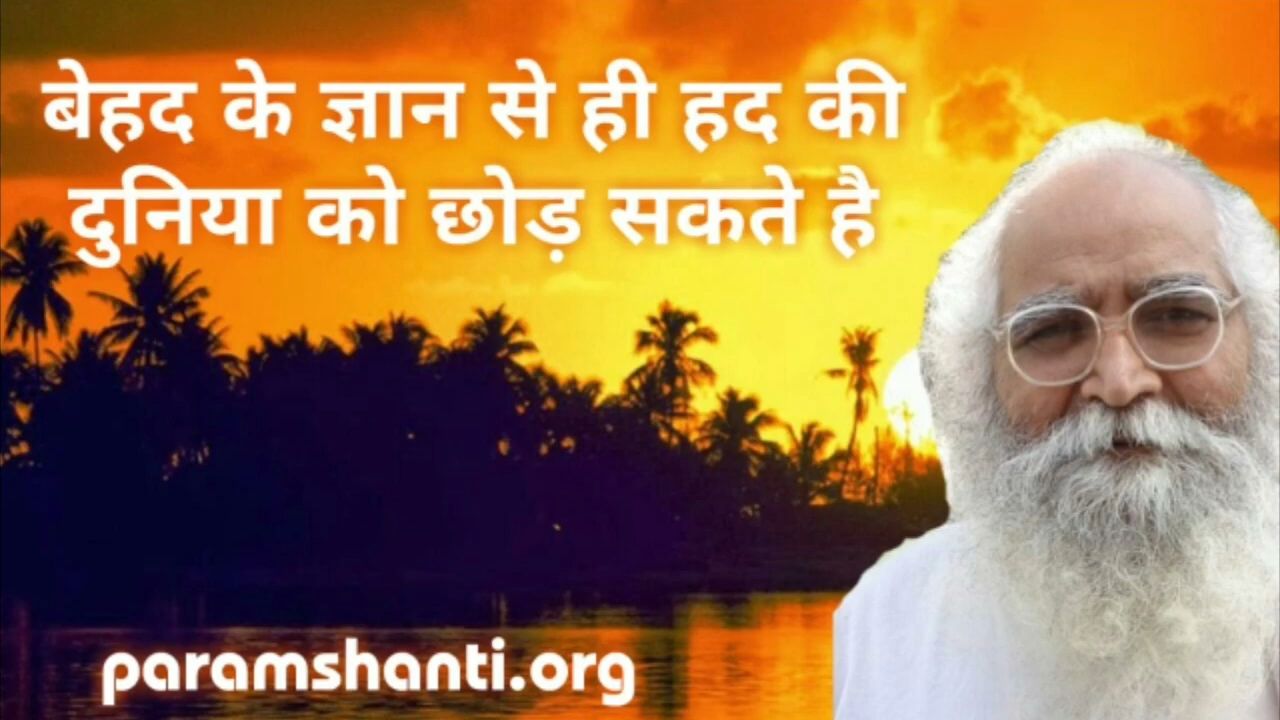 बेहद के ज्ञान से ही हद की
दुनिया को छोड़ सकते है
paramshanti.org